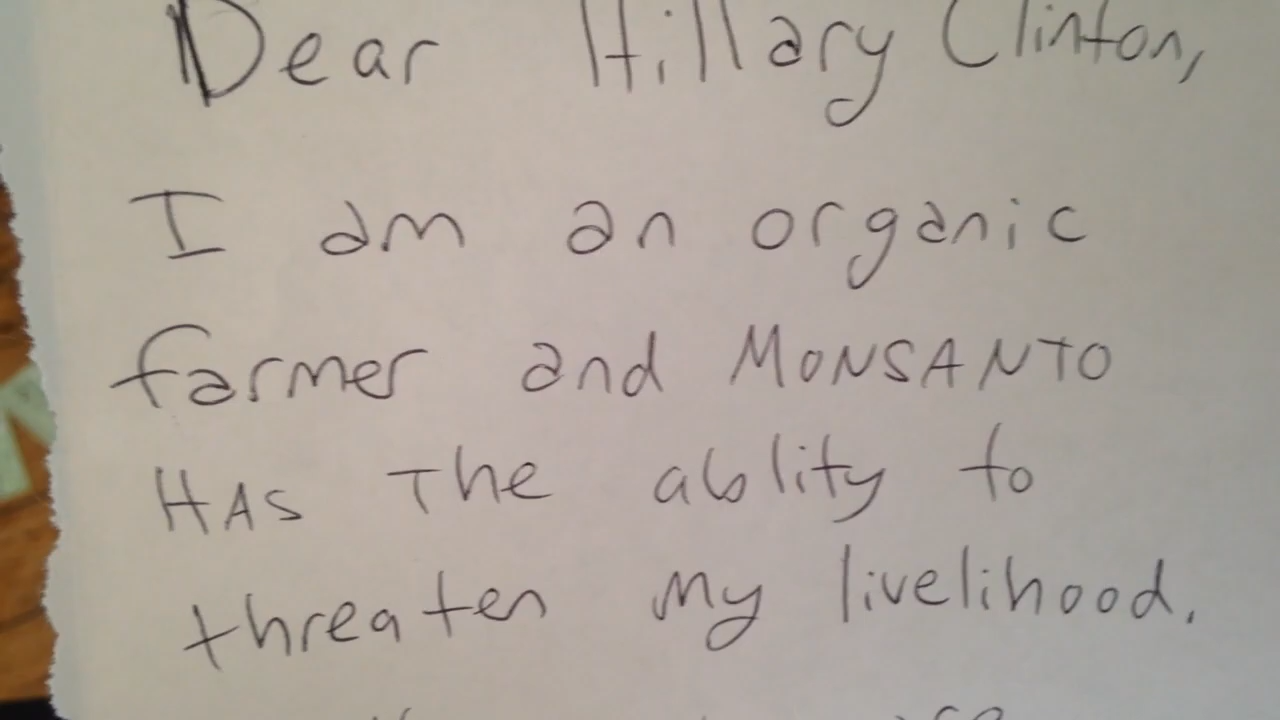 Dear Hillary Clinton,
I am an organic
farmer and MONSANTO
HAS The ablity to
threaten my livelihood.